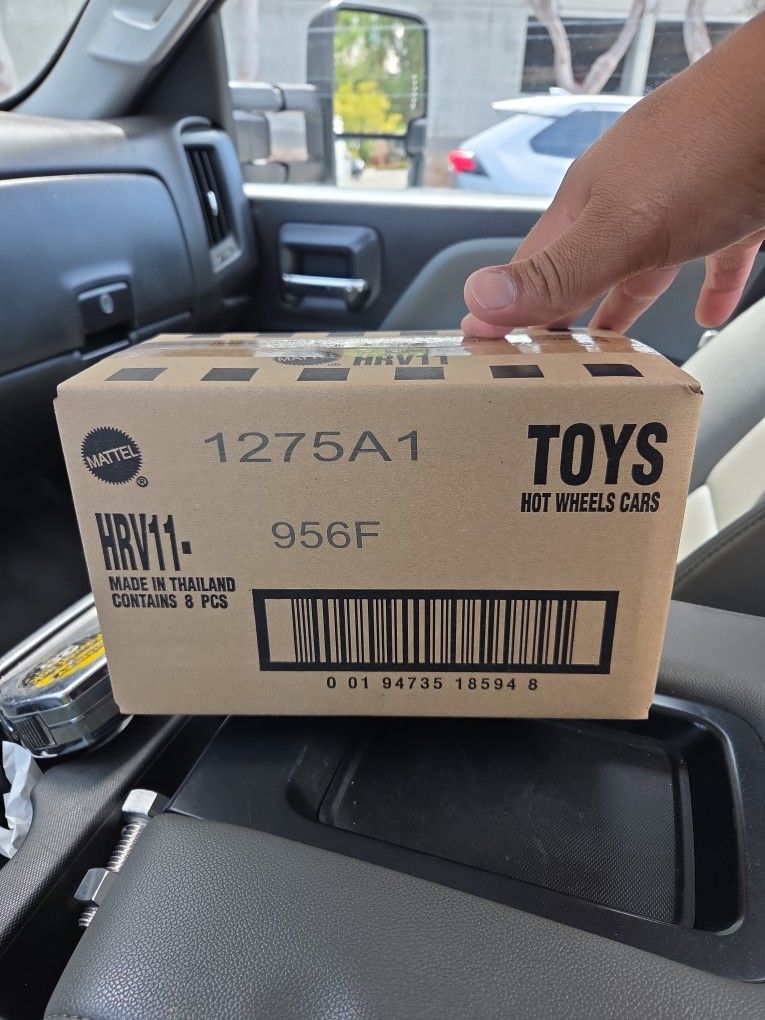 HRV11
MATTEL
®
1275A1
TOYS
HOT WHEELS CARS
HRV11-
956F
MADE IN THAILAND
CONTAINS 8 PCS
0 01 94735 18594 8